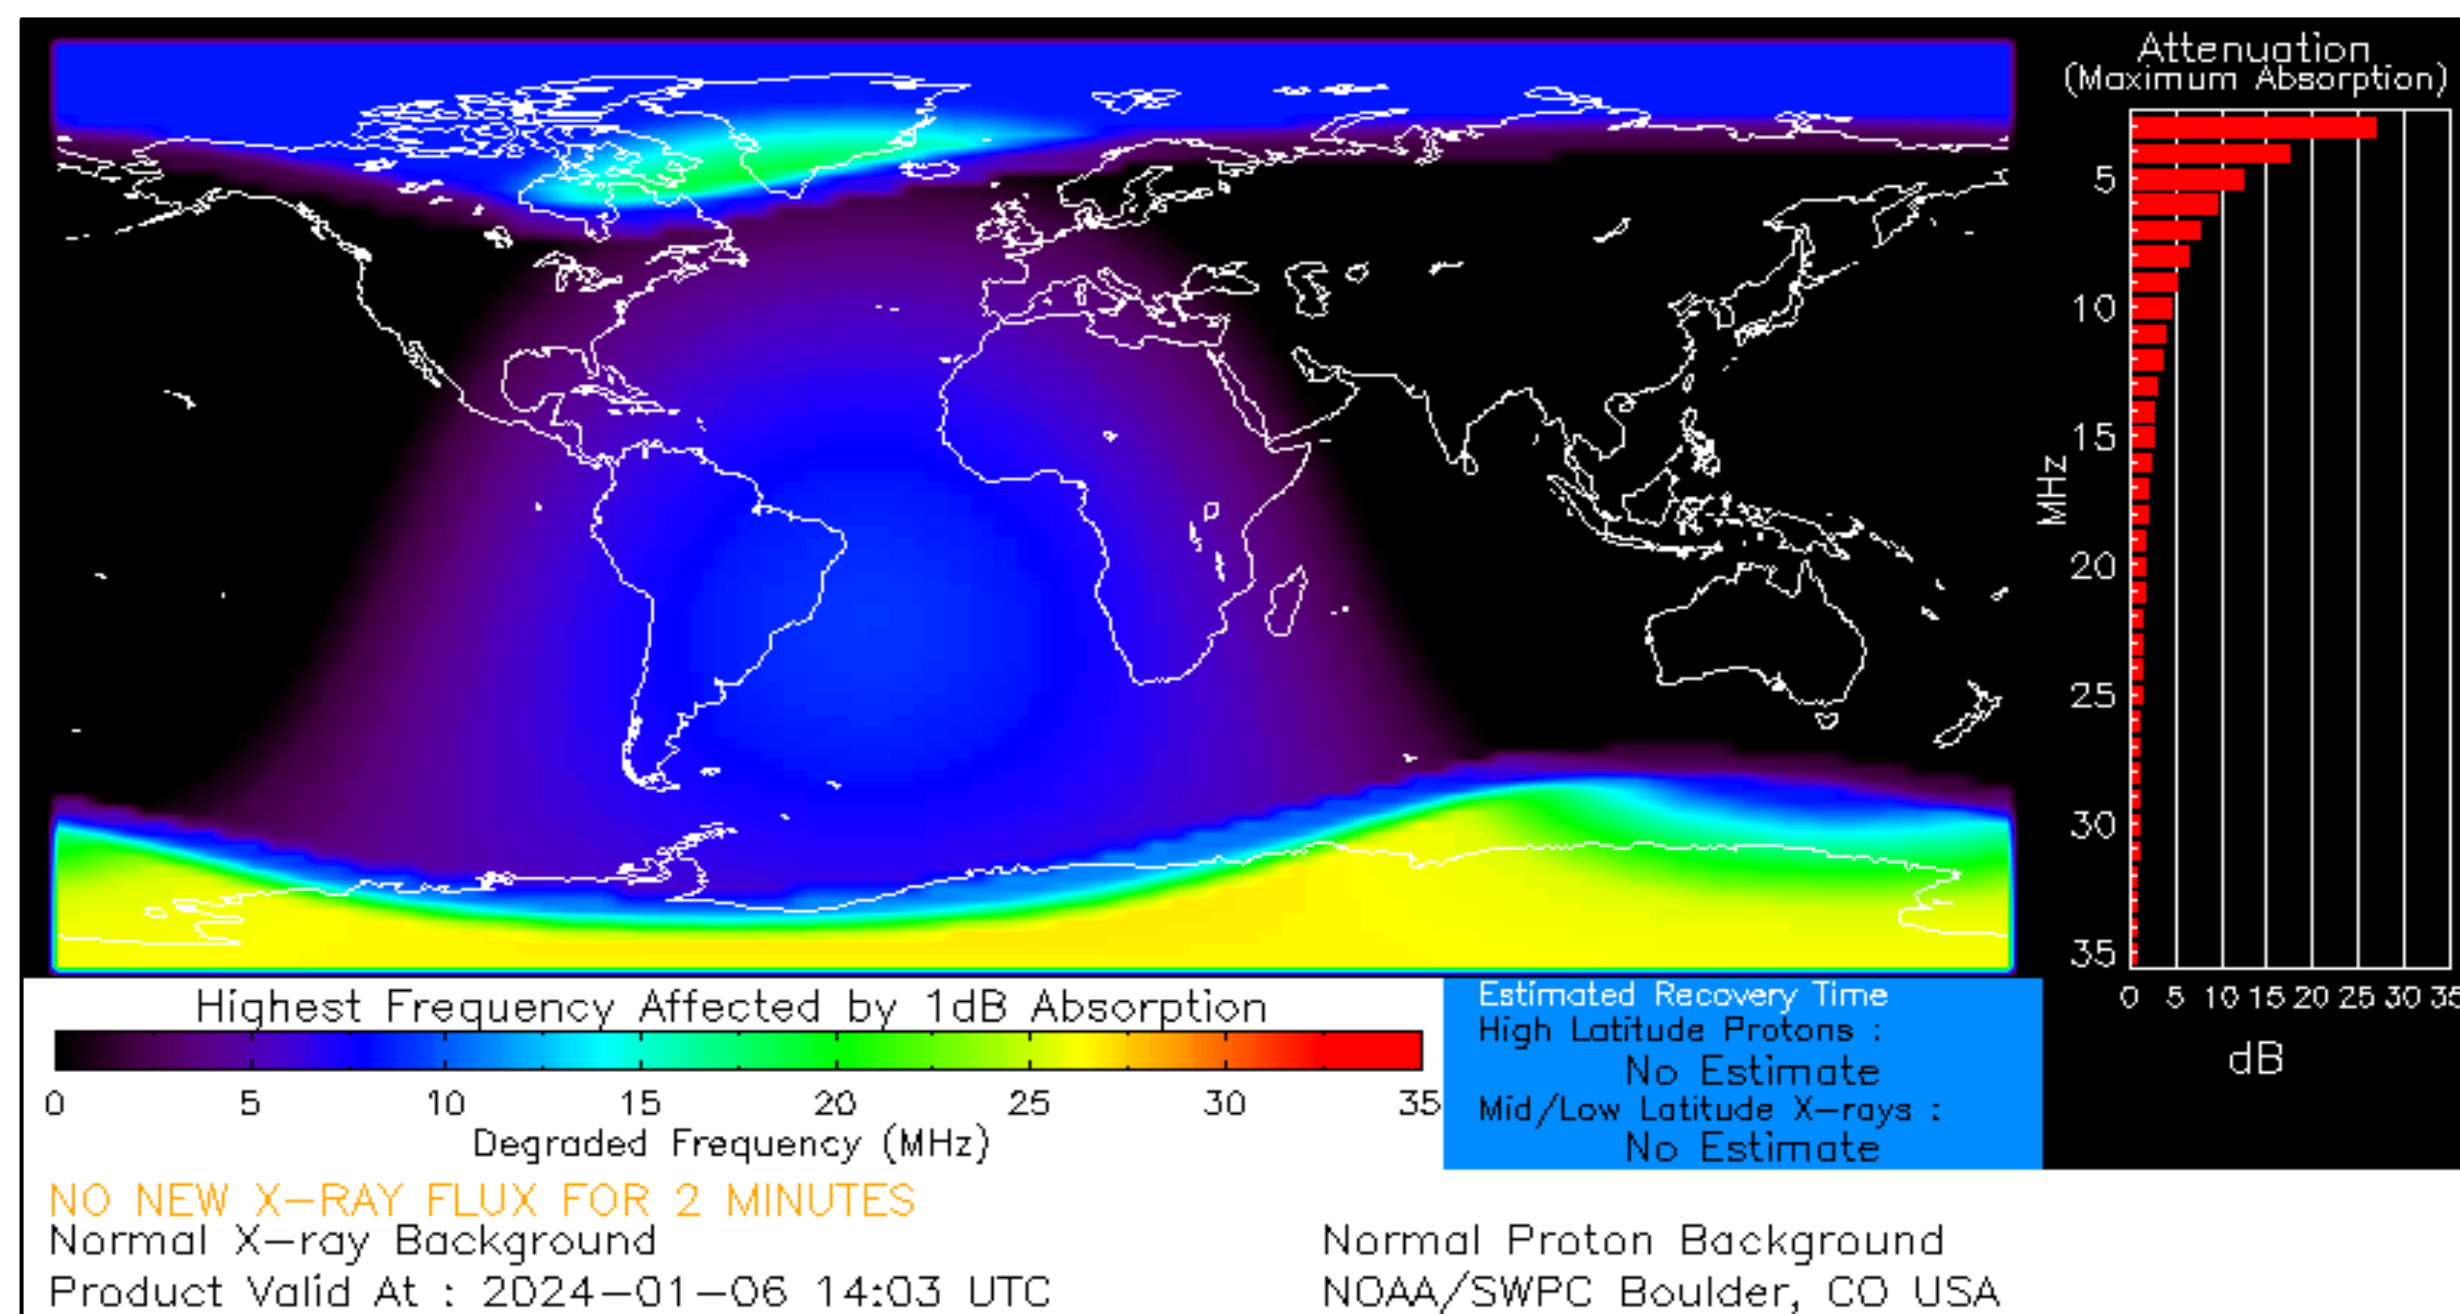 Attenuation
(Maximum Absorption)
5
10
15
20
25
30
35
MHz
0 5 10 15 20 25 30 35
dB
Highest Frequency Affected by 1dB Absorption
0 5 10 15 20 25 30 35
Degraded Frequency (MHz)
Estimated Recovery Time
High Latitude Protons :
No Estimate
Mid/Low Latitude X-rays :
No Estimate
NO NEW X-RAY FLUX FOR 2 MINUTES
Normal X-ray Background
Product Valid At : 2024-01-06 14:03 UTC
Normal Proton Background
NOAA/SWPC Boulder, CO USA